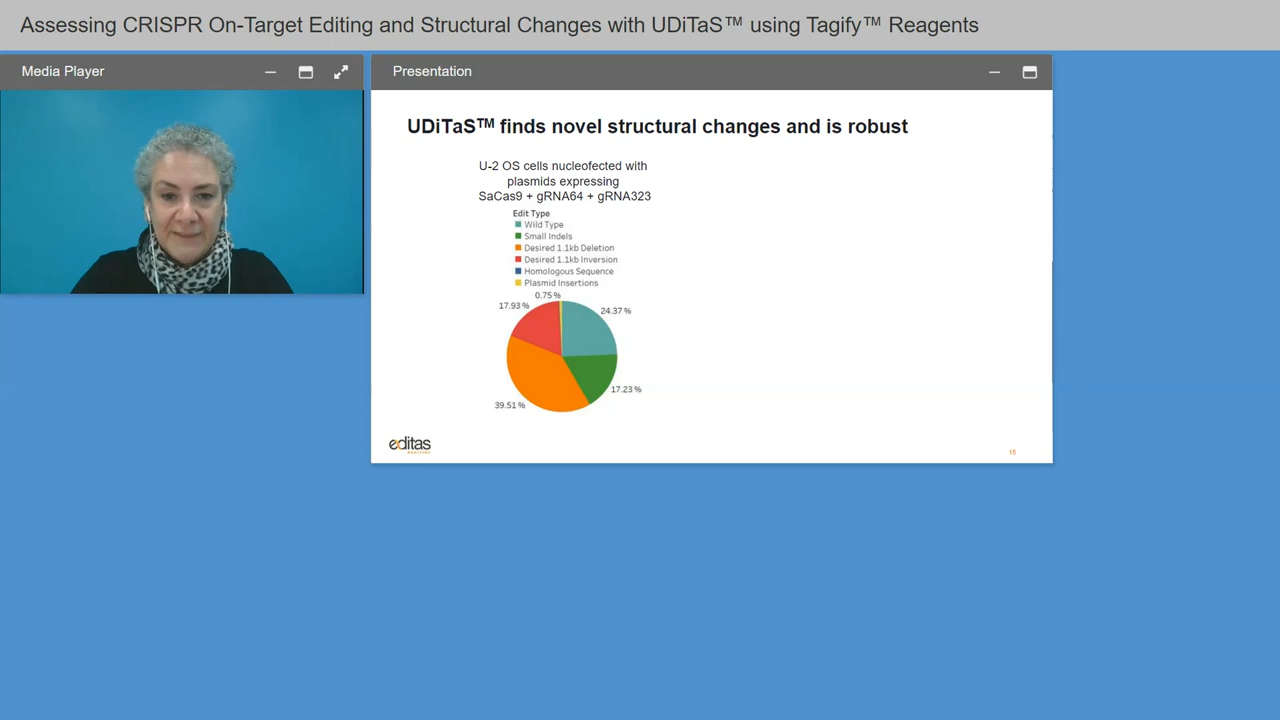 Assessing CRISPR On-Target Editing and Structural Changes with UDiTaS™ using Tagify™ Reagents
Media Player
Presentation
UDiTaS™ finds novel structural changes and is robust
U-2 OS cells nucleofected with
plasmids expressing
SaCas9 + gRNA64 + gRNA323
Edit Type
Wild Type
Small Indels
Desired 1.1kb Deletion
Desired 1.1kb Inversion
Homologous Sequence
Plasmid Insertions
0.75 %
17.93 %
24.37 %
17.23 %
39.51 %
editas
MEDICINE
15